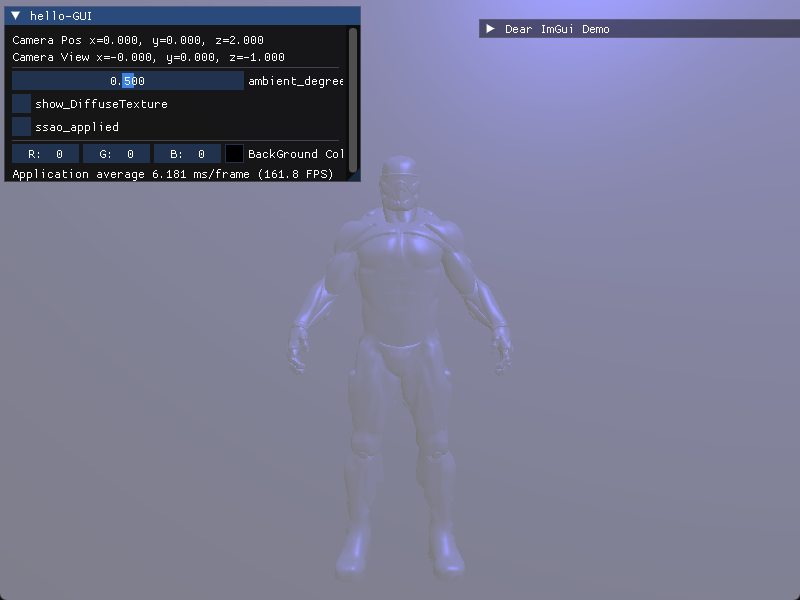 hello-GUI
Dear ImGui Demo
Camera Pos x=0.000, y=0.000, z=2.000
Camera View x=-0.000, y=0.000, z=-1.000
0.500 ambient_degree
show_DiffuseTexture
ssao_applied
R: 0 G: 0 B: 0 BackGround Col
Application average 6.181 ms/frame (161.8 FPS)